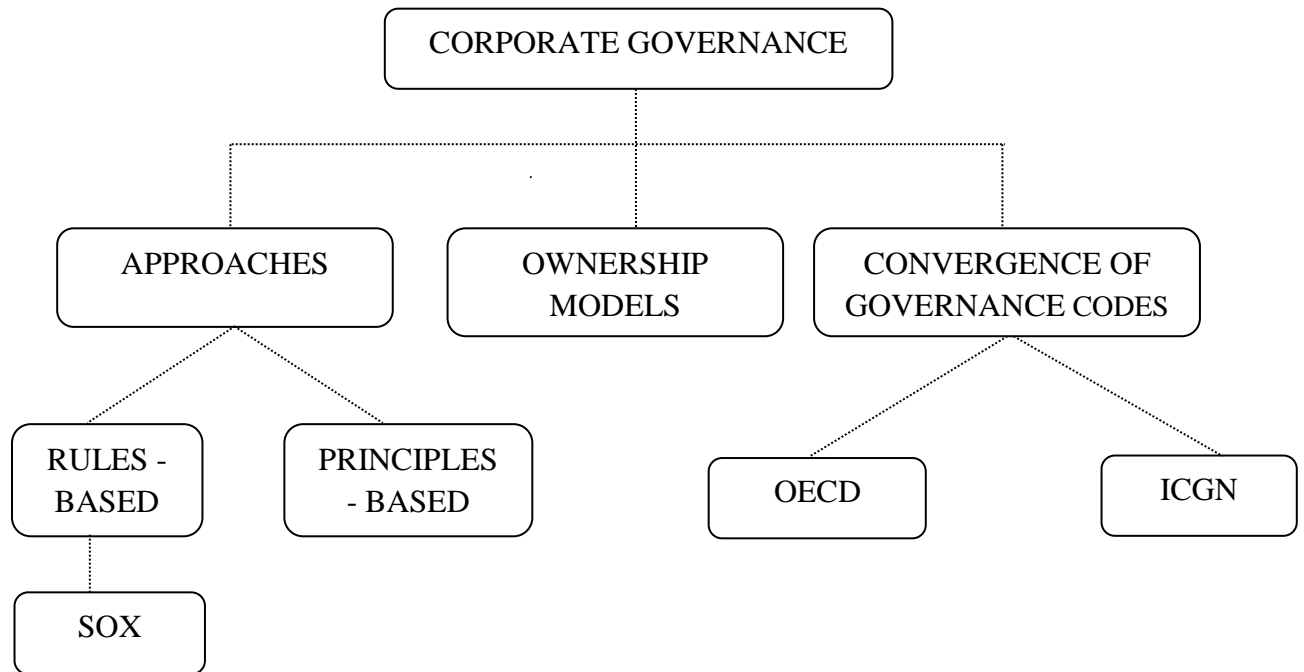 CORPORATE GOVERNANCE
APPROACHES
OWNERSHIP
MODELS
CONVERGENCE OF
GOVERNANCE CODES
RULES -
BASED
PRINCIPLES
- BASED
OECD
ICGN
SOX